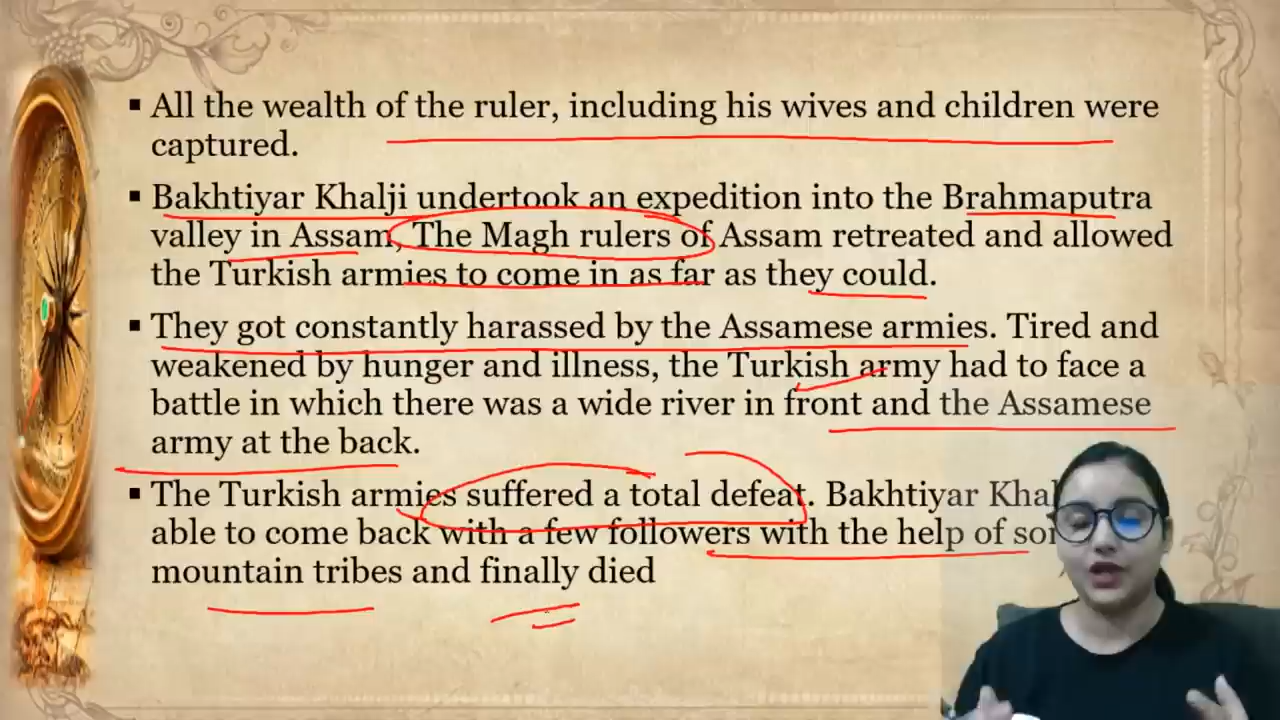 ▪ All the wealth of the ruler, including his wives and children were
captured.
▪ Bakhtiyar Khalji undertook an expedition into the Brahmaputra
valley in Assam, The Magh rulers of Assam retreated and allowed
the Turkish armies to come in as far as they could.
▪ They got constantly harassed by the Assamese armies. Tired and
weakened by hunger and illness, the Turkish army had to face a
battle in which there was a wide river in front and the Assamese
army at the back.
▪ The Turkish armies suffered a total defeat. Bakhtiyar
able to come back with a few followers with the help of
mountain tribes and finally died